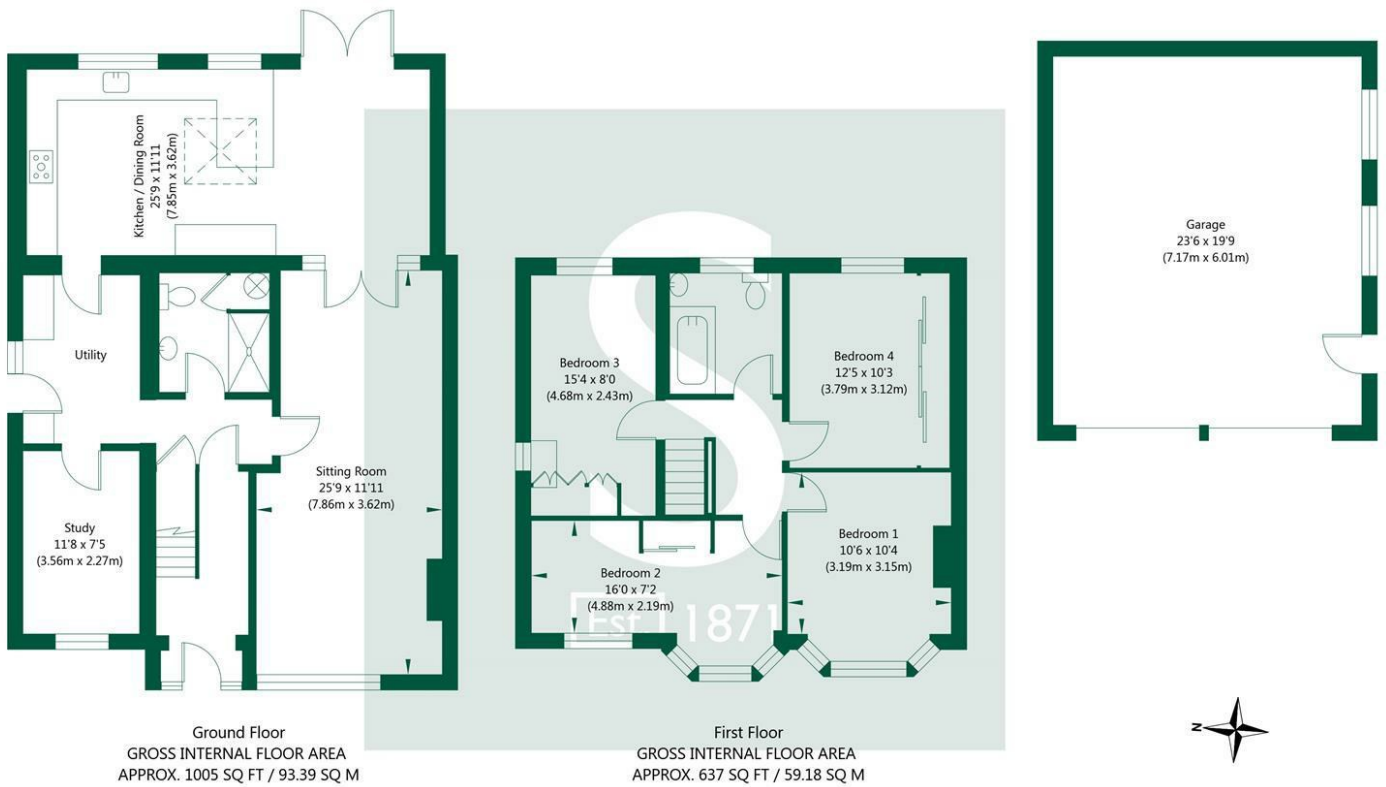 Kitchen / Dining Room
25'9 x 11'11
(7.85m x 3.62m)
Utility
Sitting Room
25'9 x 11'11
(7.86m x 3.62m)
Study
11'8 x 7'5
(3.56m x 2.27m)
Ground Floor
GROSS INTERNAL FLOOR AREA
APPROX. 1005 SQ FT / 93.39 SQ M
Bedroom 3
15'4 x 8'0
(4.68m x 2.43m)
Bedroom 4
12'5 x 10'3
(3.79m x 3.12m)
Bedroom 1
10'6 x 10'4
(3.19m x 3.15m)
Bedroom 2
16'0 x 7'2
(4.88m x 2.19m)
S
Est. 1871
First Floor
GROSS INTERNAL FLOOR AREA
APPROX. 637 SQ FT / 59.18 SQ M
Garage
23'6 x 19'9
(7.17m x 6.01m)
N